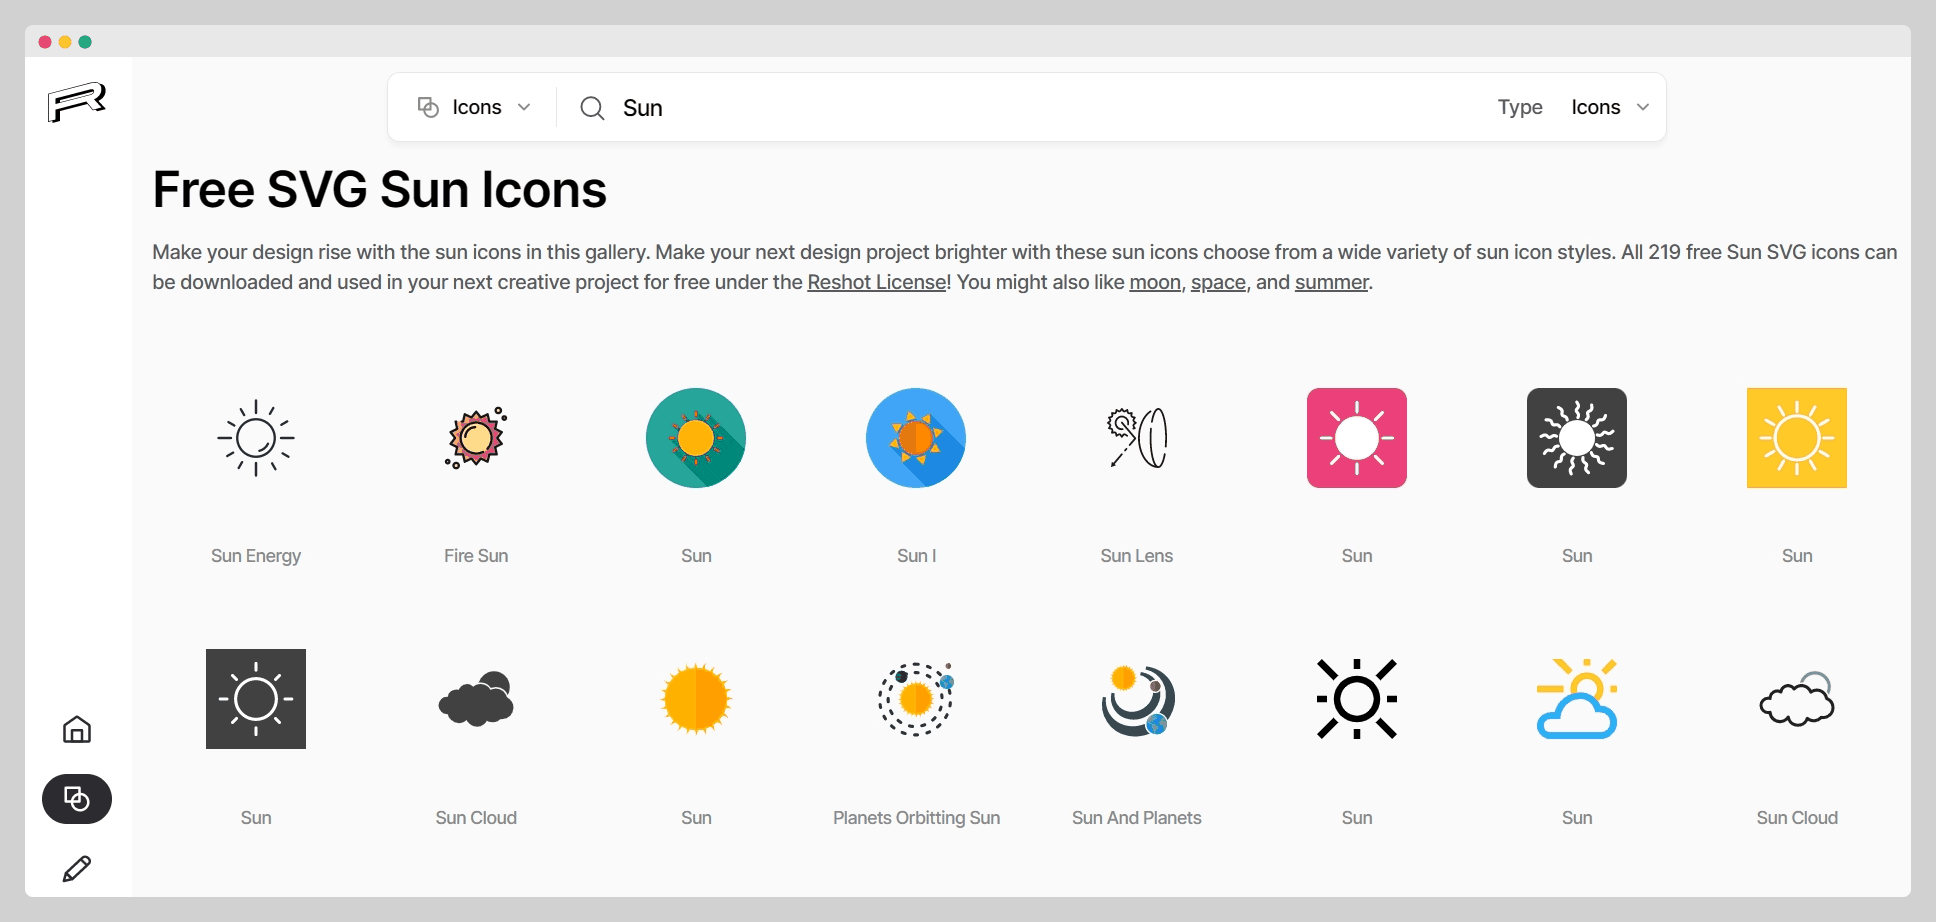 Icons
Sun
Type
Icons
Free SVG Sun Icons
Make your design rise with the sun icons in this gallery. Make your next design project brighter with these sun icons choose from a wide variety of sun icon styles. All 219 free Sun SVG icons can
be downloaded and used in your next creative project for free under the Reshot License! You might also like moon, space, and summer.
Sun Energy
Fire Sun
Sun
Sun I
Sun Lens
Sun
Sun
Sun
Sun
Sun Cloud
Sun
Planets Orbitting Sun
Sun And Planets
Sun
Sun
Sun Cloud